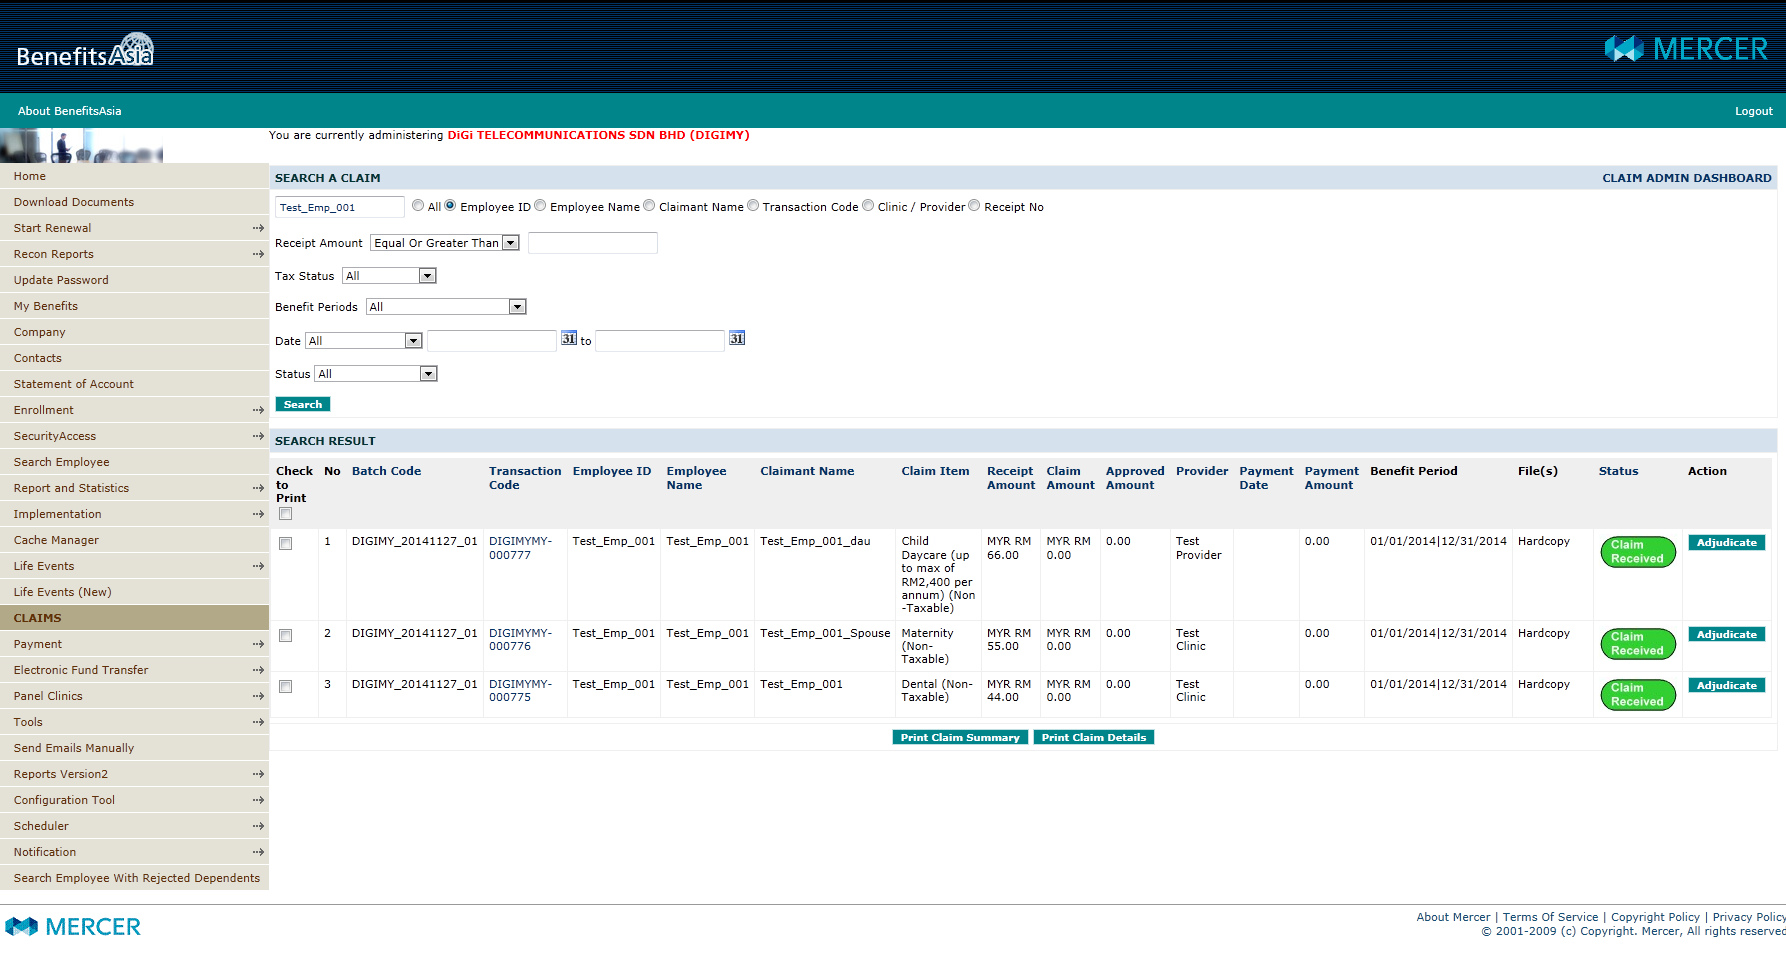 BenefitsAsia
MERCER
About BenefitsAsia
Logout
You are currently administering DiGi TELECOMMUNICATIONS SDN BHD (DIGIMY)
Home
Download Documents
Start Renewal
Recon Reports
Update Password
My Benefits
Company
Contacts
Statement of Account
Enrollment
SecurityAccess
Search Employee
Report and Statistics
Implementation
Cache Manager
Life Events
Life Events (New)
CLAIMS
Payment
Electronic Fund Transfer
Panel Clinics
Tools
Send Emails Manually
Reports Version2
Configuration Tool
Scheduler
Notification
Search Employee With Rejected Dependents
SEARCH A CLAIM
CLAIM ADMIN DASHBOARD
Test_Emp_001 All Employee ID Employee Name Claimant Name Transaction Code Clinic / Provider Receipt No
Receipt Amount Equal Or Greater Than
Tax Status All
Benefit Periods All
Date All 31 to 31
Status All
Search
SEARCH RESULT
Check to Print No Batch Code Transaction Code Employee ID Employee Name Claimant Name Claim Item Receipt Amount Claim Amount Approved Amount Provider Payment Date Payment Amount Benefit Period File(s) Status Action
1 DIGIMY_20141127_01 DIGIMYMY-000777 Test_Emp_001 Test_Emp_001 Test_Emp_001_dau Child Daycare (up to max of RM2,400 per annum) (Non-Taxable) MYR RM 66.00 MYR RM 0.00 0.00 Test Provider 0.00 01/01/2014|12/31/2014 Hardcopy Claim Received Adjudicate
2 DIGIMY_20141127_01 DIGIMYMY-000776 Test_Emp_001 Test_Emp_001 Test_Emp_001_Spouse Maternity (Non-Taxable) MYR RM 55.00 MYR RM 0.00 0.00 Test Clinic 0.00 01/01/2014|12/31/2014 Hardcopy Claim Received Adjudicate
3 DIGIMY_20141127_01 DIGIMYMY-000775 Test_Emp_001 Test_Emp_001 Test_Emp_001 Dental (Non-Taxable) MYR RM 44.00 MYR RM 0.00 0.00 Test Clinic 0.00 01/01/2014|12/31/2014 Hardcopy Claim Received Adjudicate
Print Claim Summary Print Claim Details
MERCER
About Mercer | Terms Of Service | Copyright Policy | Privacy Policy
© 2001-2009 (c) Copyright. Mercer, All rights reserved